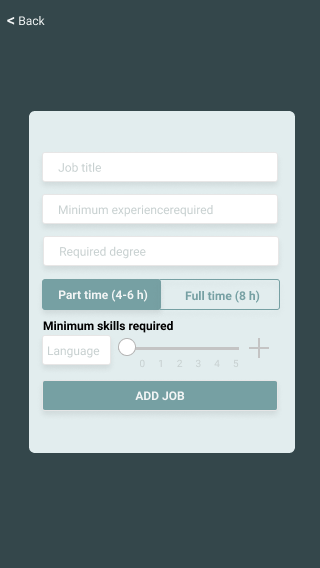 < Back
Job title
Minimum experiencerequired
Required degree
Part time (4-6 h) Full time (8 h)
Minimum skills required
Language
0 1 2 3 4 5
ADD JOB